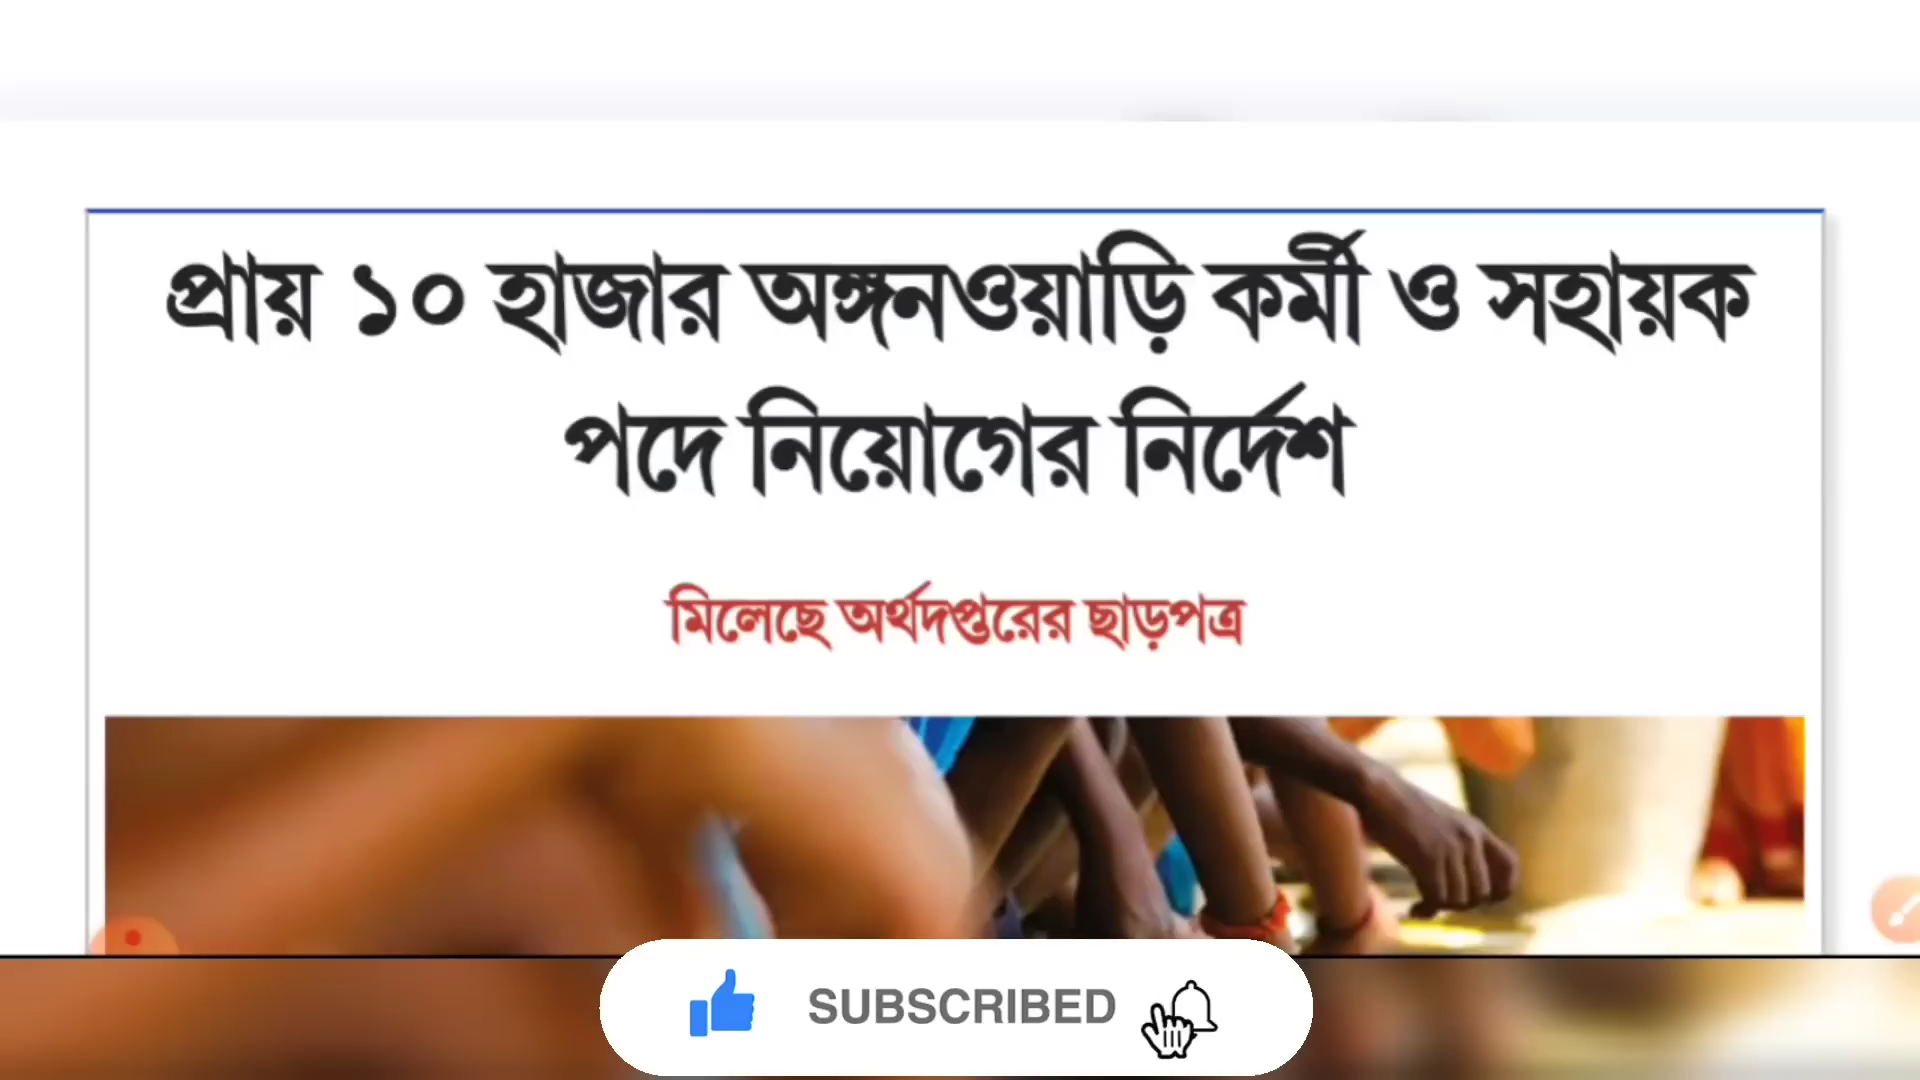 প্রায় ১০ হাজার অঙ্গনওয়াড়ি কর্মী ও সহায়ক
পদে নিয়োগের নির্দেশ
মিলেছে অর্থদপ্তরের ছাড়পত্র
SUBSCRIBED